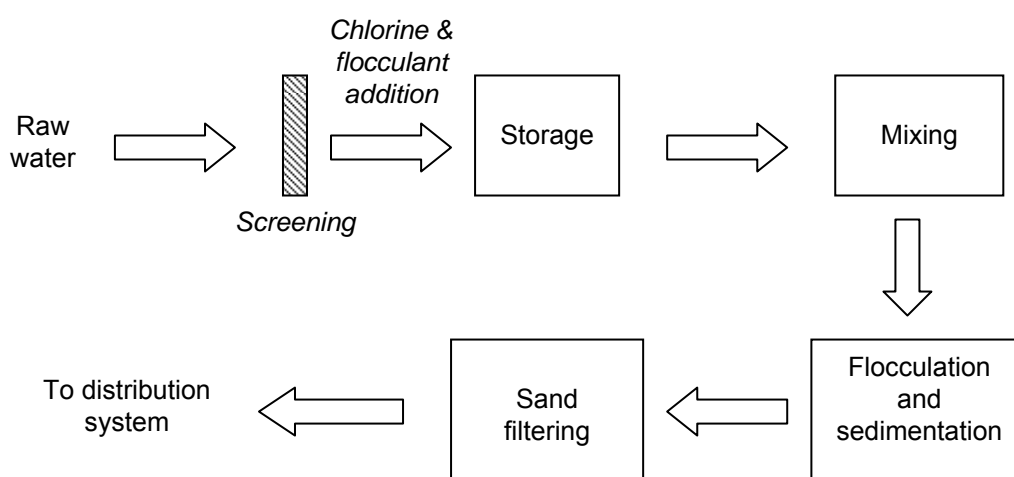 Raw
water
Screening
Chlorine &
flocculant
addition
Storage
Mixing
Flocculation
and
sedimentation
Sand
filtering
To distribution
system